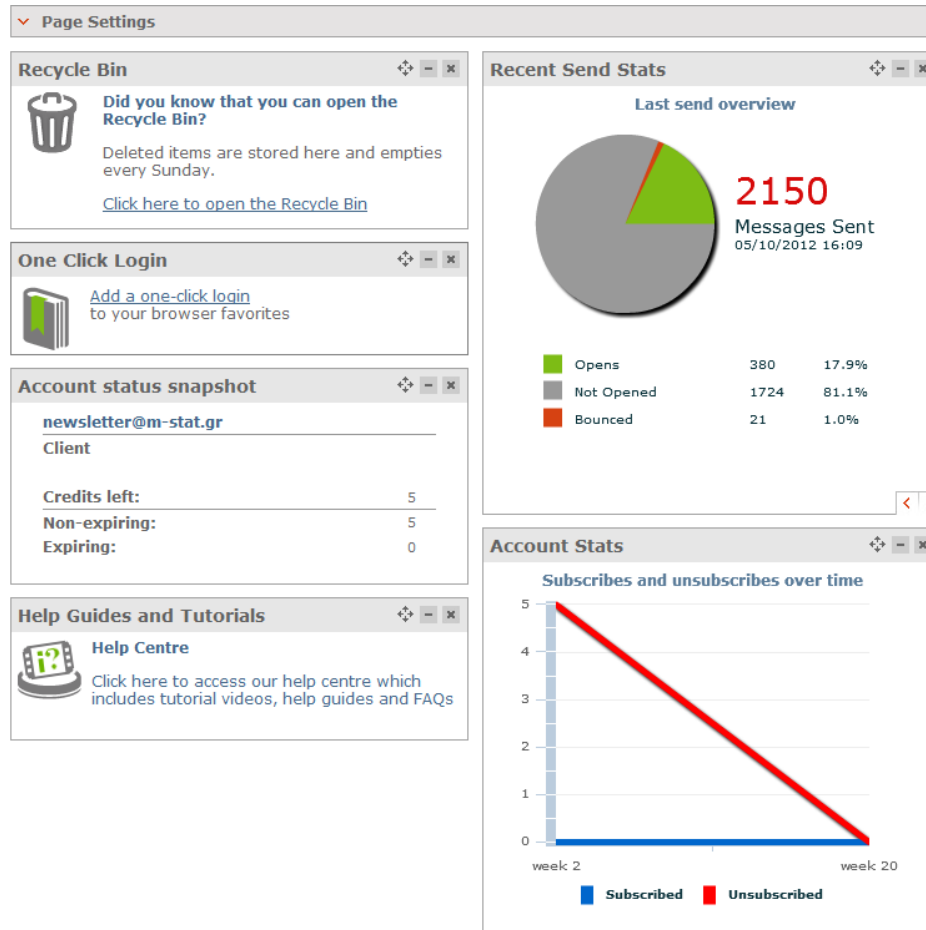 Page Settings
Recycle Bin
Did you know that you can open the
Recycle Bin?
Deleted items are stored here and empties
every Sunday.
Click here to open the Recycle Bin
One Click Login
Add a one-click login
to your browser favorites
Account status snapshot
newsletter@m-stat.gr
Client
Credits left: 5
Non-expiring: 5
Expiring: 0
Help Guides and Tutorials
i?
Help Centre
Click here to access our help centre which
includes tutorial videos, help guides and FAQs
Recent Send Stats
Last send overview
2150
Messages Sent
05/10/2012 16:09
Opens 380 17.9%
Not Opened 1724 81.1%
Bounced 21 1.0%
Account Stats
Subscribes and unsubscribes over time
5
4
3
2
1
0
week 2 week 20
Subscribed Unsubscribed